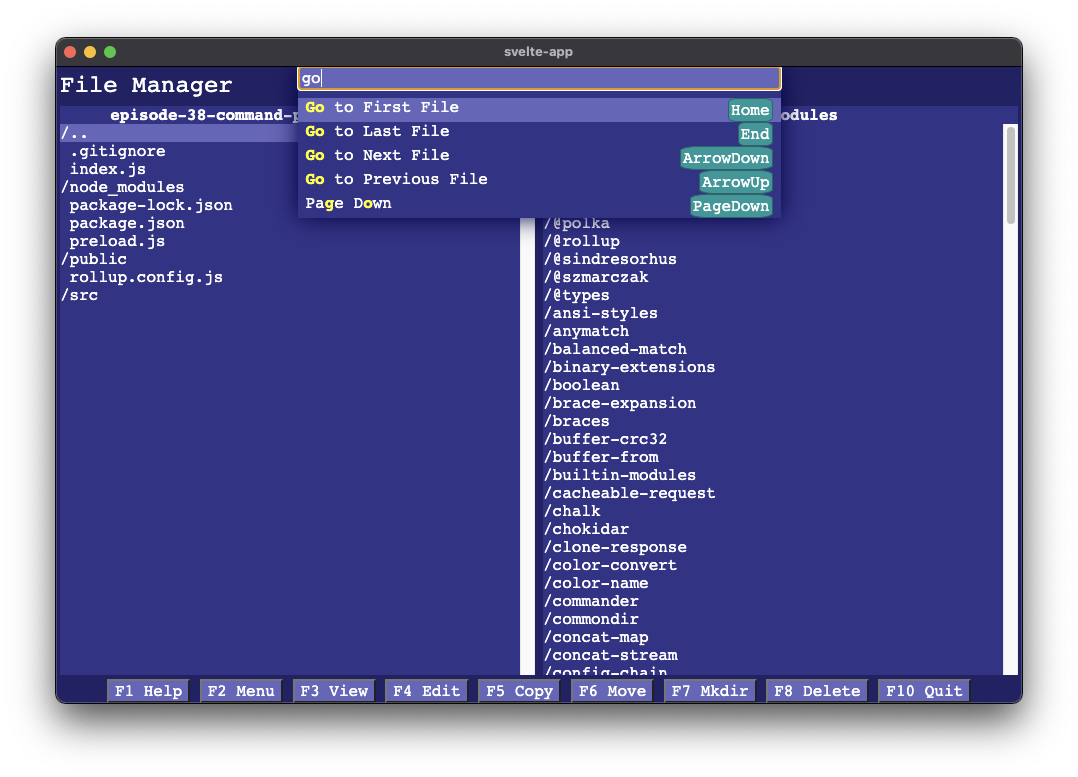 svelte-app
File Manager
go
Go to First File Home
Go to Last File End
Go to Next File ArrowDown
Go to Previous File ArrowUp
Page Down PageDown
episode-38-command-
/..
.gitignore
index.js
/node_modules
package-lock.json
package.json
preload.js
/public
rollup.config.js
/src
odules
/@polka
/@rollup
/@sindresorhus
/@szmarczak
/@types
/ansi-styles
/anymatch
/balanced-match
/binary-extensions
/boolean
/brace-expansion
/braces
/buffer-crc32
/buffer-from
/builtin-modules
/cacheable-request
/chalk
/chokidar
/clone-response
/color-convert
/color-name
/commander
/commondir
/concat-map
/concat-stream
/config-chain
F1 Help F2 Menu F3 View F4 Edit F5 Copy F6 Move F7 Mkdir F8 Delete F10 Quit